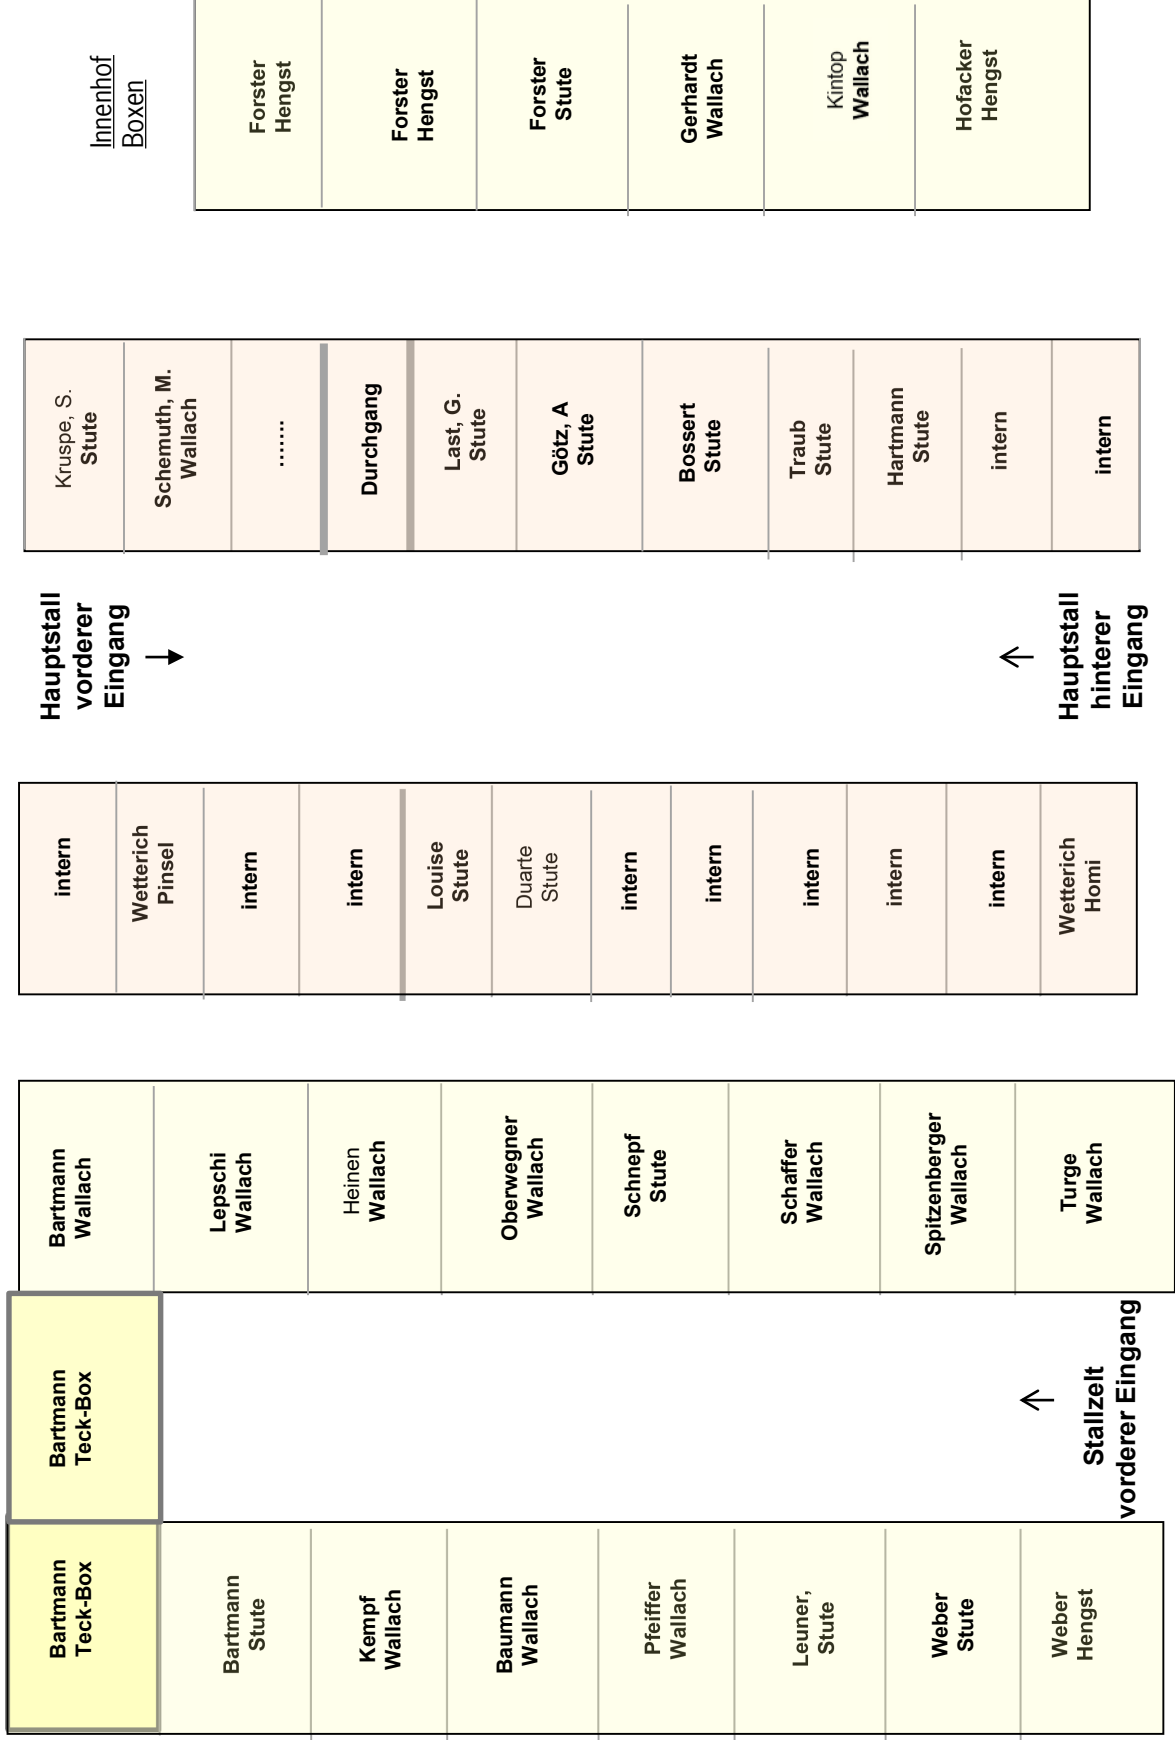 Innenhof
Boxen
Forster
Hengst
Forster
Hengst
Forster
Stute
Gerhardt
Wallach
Kintop
Wallach
Hofacker
Hengst
Kruspe, S.
Stute
Schemuth, M.
Wallach
.......
Durchgang
Last, G.
Stute
Götz, A
Stute
Bossert
Stute
Traub
Stute
Hartmann
Stute
intern
intern
Hauptstall
vorderer
Eingang
Hauptstall
hinterer
Eingang
intern
Wetterich
Pinsel
intern
intern
Louise
Stute
Duarte
Stute
intern
intern
intern
intern
intern
Wetterich
Homi
Bartmann
Wallach
Lepschi
Wallach
Heinen
Wallach
Oberwegner
Wallach
Schnepf
Stute
Schaffer
Wallach
Spitzenberger
Wallach
Turge
Wallach
Bartmann
Teck-Box
Stallzelt
vorderer Eingang
Bartmann
Teck-Box
Bartmann
Stute
Kempf
Wallach
Baumann
Wallach
Pfeiffer
Wallach
Leuner,
Stute
Weber
Stute
Weber
Hengst